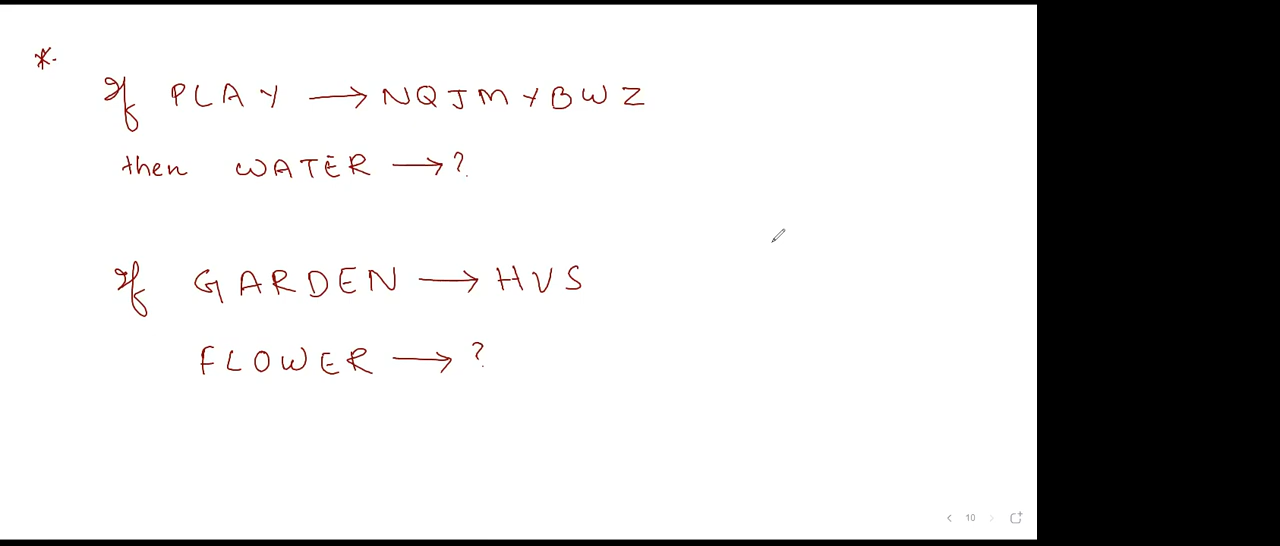 *.
If PLAY → NQJMYBWZ
then WATER → ?
If GARDEN → HVS
FLOWER → ?
< 10 >